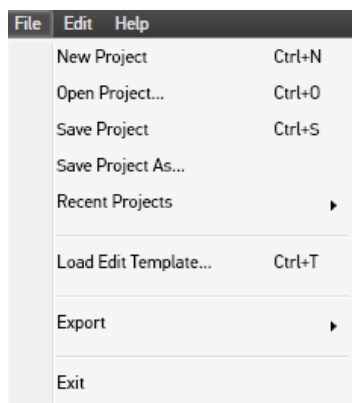 File Edit Help
New Project Ctrl+N
Open Project... Ctrl+O
Save Project Ctrl+S
Save Project As...
Recent Projects
Load Edit Template... Ctrl+T
Export
Exit